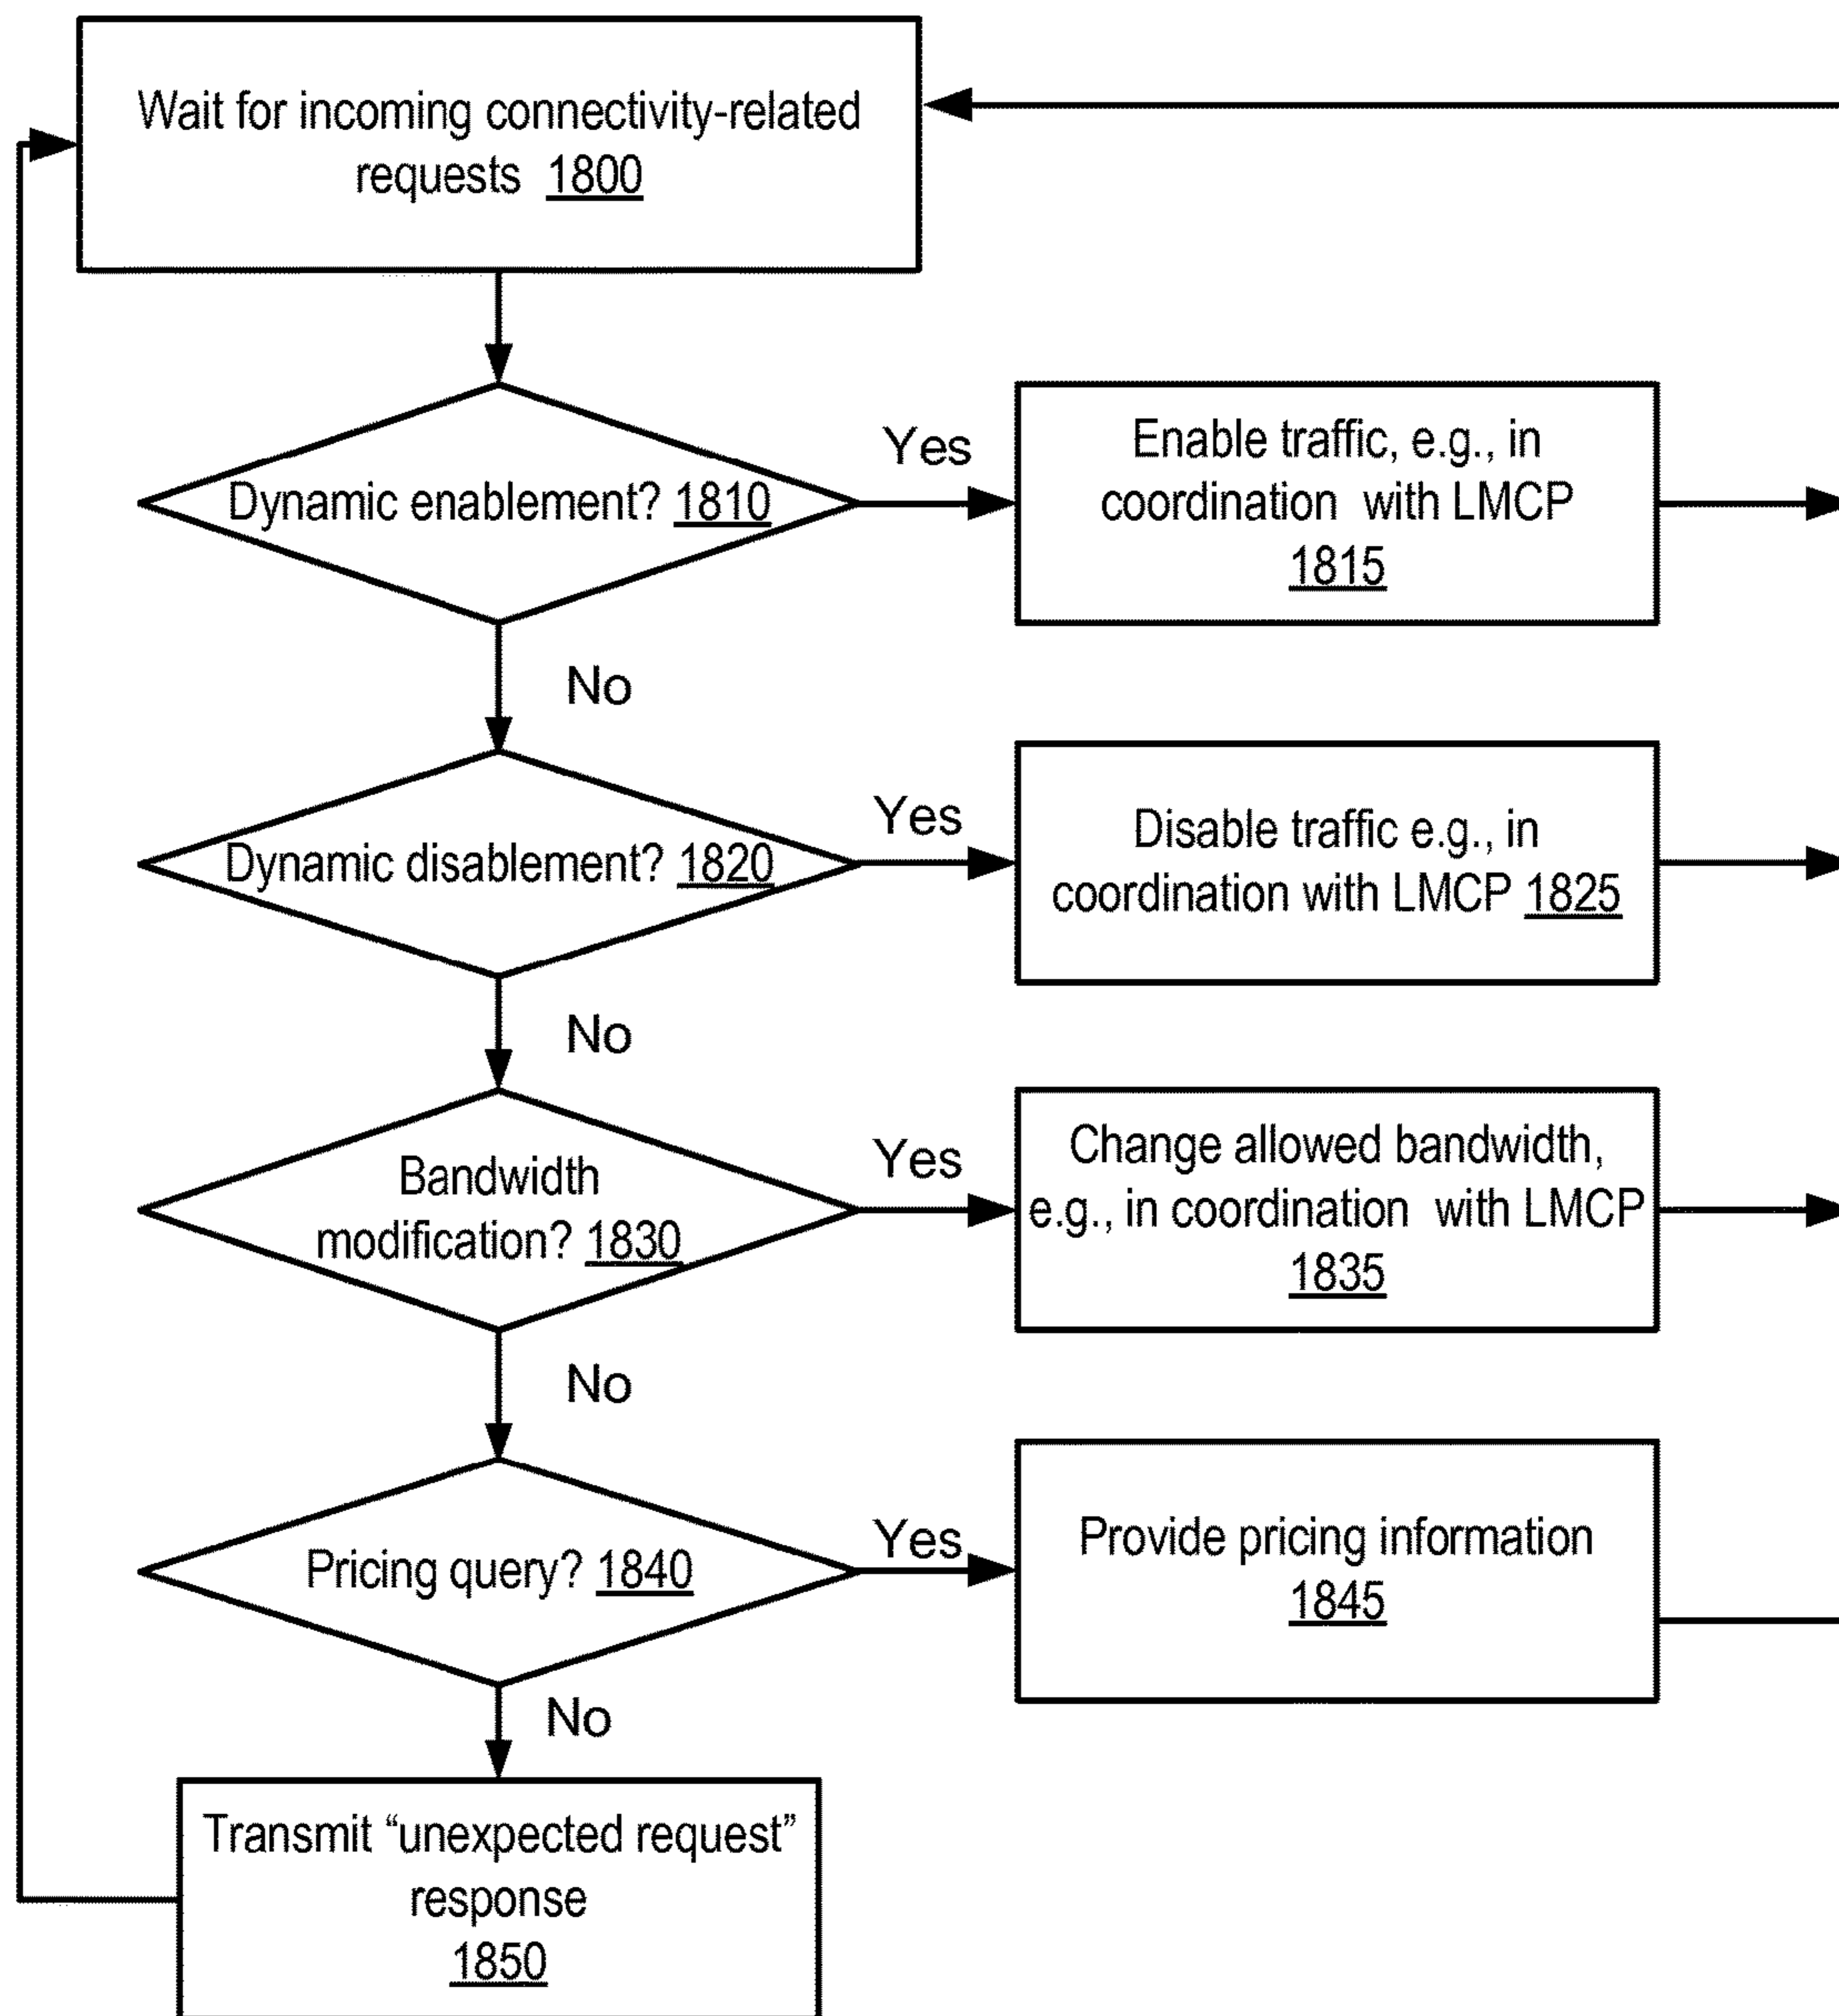 Wait for incoming connectivity-related
requests 1800
Dynamic enablement? 1810
Yes
Enable traffic, e.g., in
coordination with LMCP
1815
No
Dynamic disablement? 1820
Yes
Disable traffic e.g., in
coordination with LMCP 1825
No
Bandwidth
modification? 1830
Yes
Change allowed bandwidth,
e.g., in coordination with LMCP
1835
No
Pricing query? 1840
Yes
Provide pricing information
1845
No
Transmit “unexpected request”
response
1850